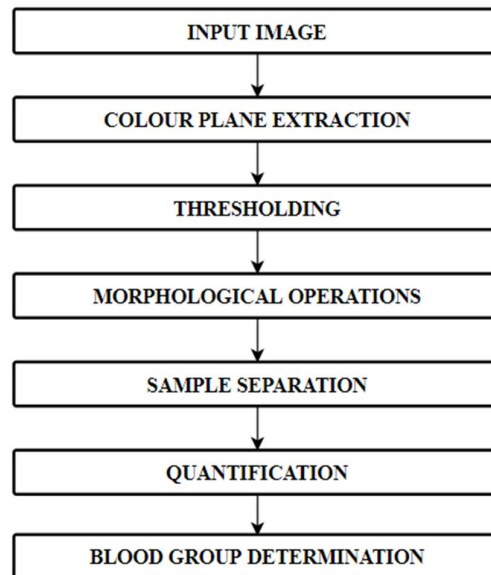 INPUT IMAGE
COLOUR PLANE EXTRACTION
THRESHOLDING
MORPHOLOGICAL OPERATIONS
SAMPLE SEPARATION
QUANTIFICATION
BLOOD GROUP DETERMINATION